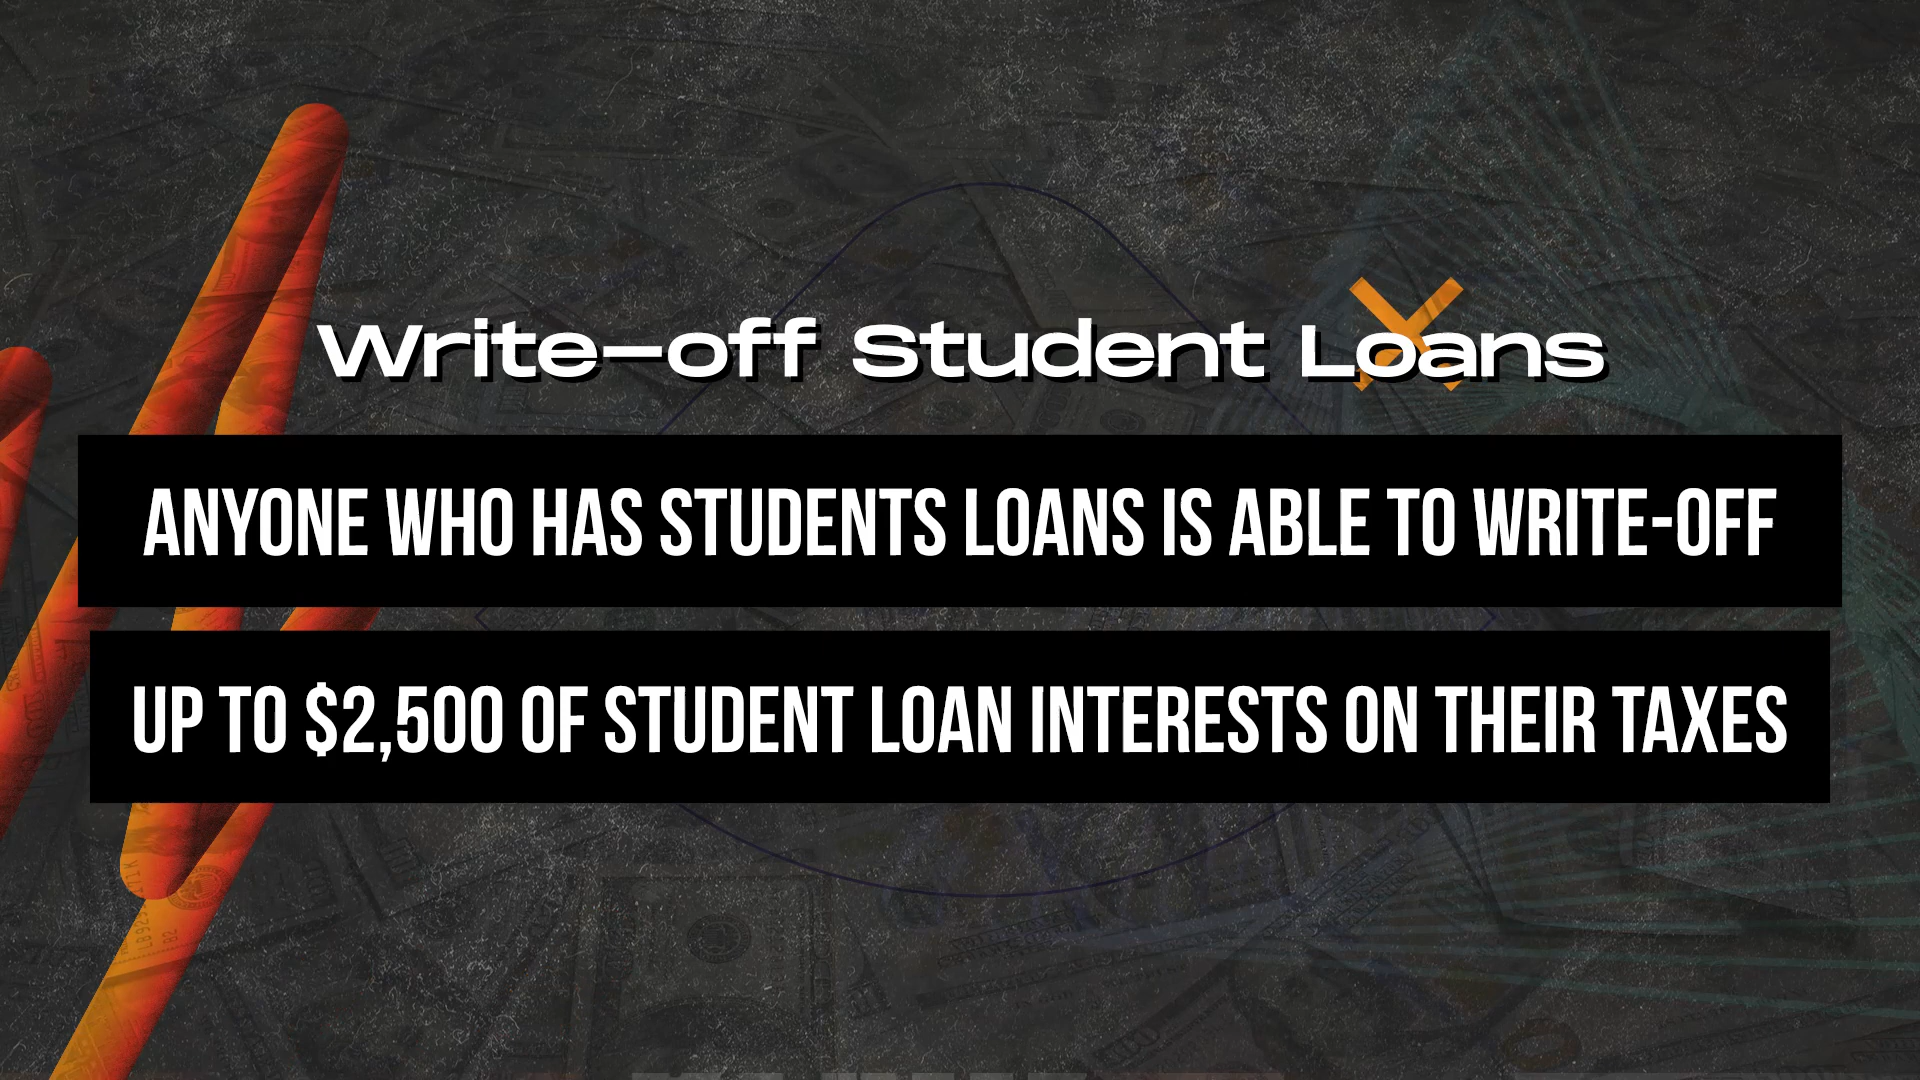 Write-off Student Loans
ANYONE WHO HAS STUDENTS LOANS IS ABLE TO WRITE-OFF
UP TO $2,500 OF STUDENT LOAN INTERESTS ON THEIR TAXES